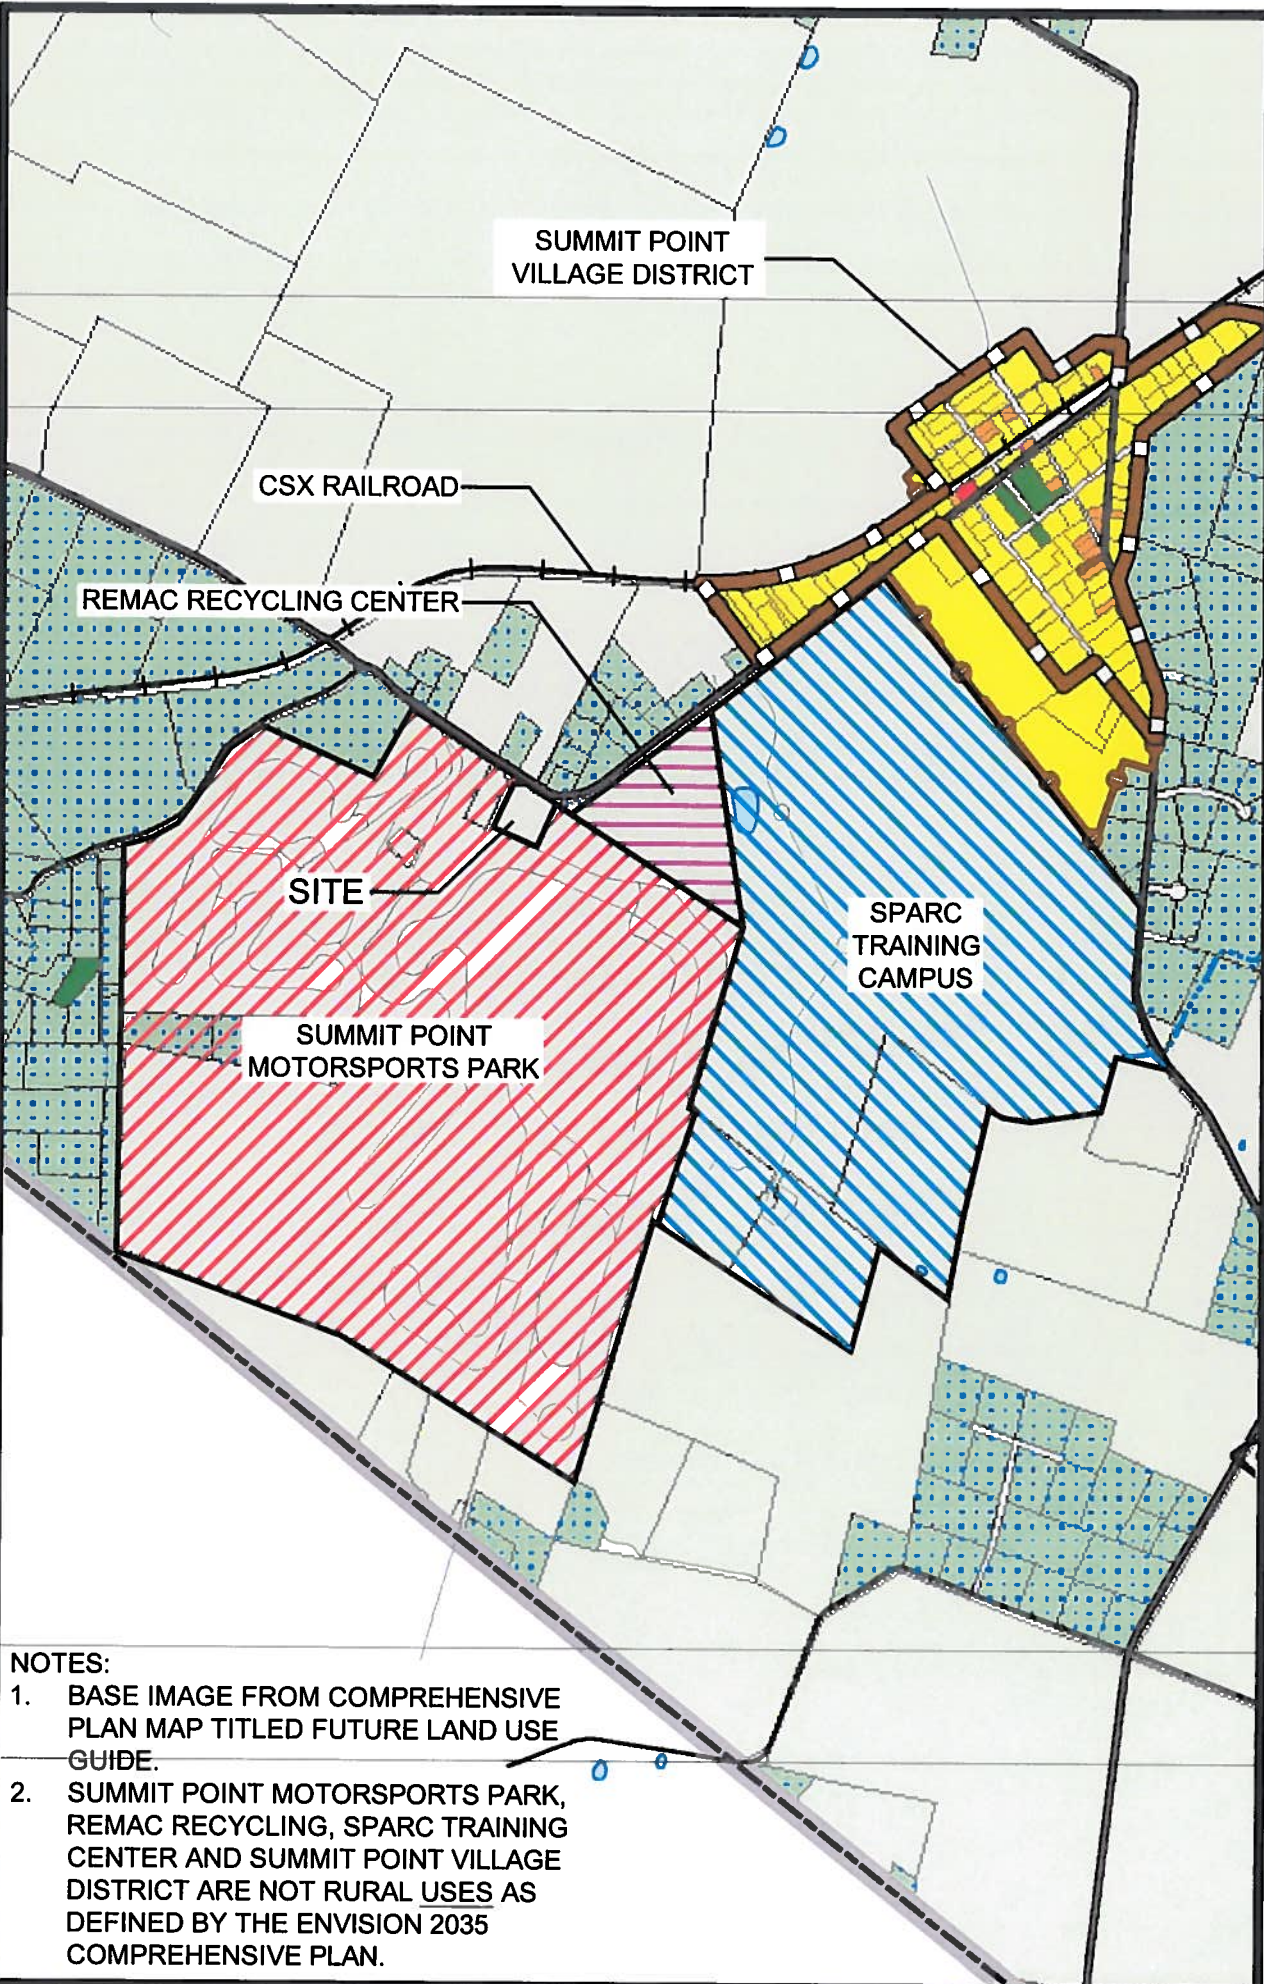 SUMMIT POINT
VILLAGE DISTRICT
CSX RAILROAD
REMAC RECYCLING CENTER
SITE
SPARC
TRAINING
CAMPUS
SUMMIT POINT
MOTORSPORTS PARK
NOTES:
1. BASE IMAGE FROM COMPREHENSIVE
PLAN MAP TITLED FUTURE LAND USE
GUIDE.
2. SUMMIT POINT MOTORSPORTS PARK,
REMAC RECYCLING, SPARC TRAINING
CENTER AND SUMMIT POINT VILLAGE
DISTRICT ARE NOT RURAL USES AS
DEFINED BY THE ENVISION 2035
COMPREHENSIVE PLAN.